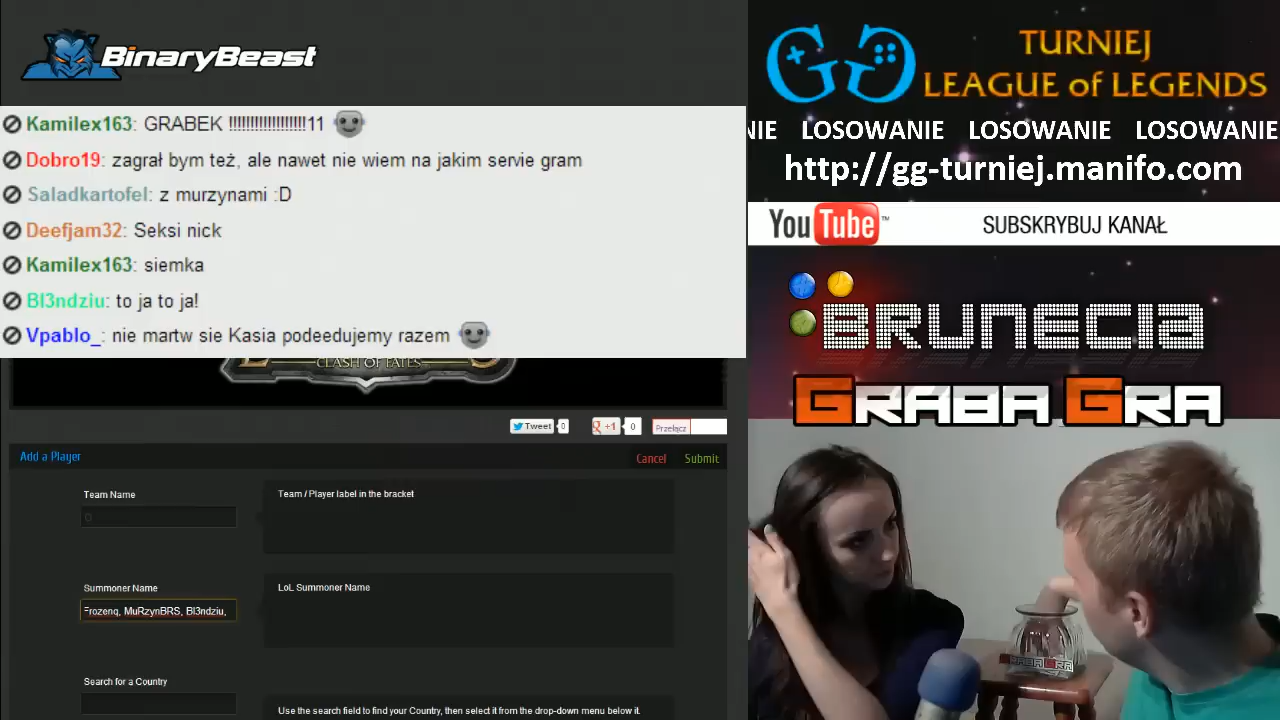 BinaryBeast
Kamilex163: GRABEK !!!!!!!!!!!!!!!!!!!11
Dobro19: zagrał bym też, ale nawet nie wiem na jakim servie gram
Saladkartofel: z murzynami :D
Deefjam32: Seksi nick
Kamilex163: siemka
Bl3ndziu: to ja to ja!
Vpablo_: nie martw sie Kasia podeedujemy razem
CLASH OF FATES
Tweet 0
+1 0
Przełącz
Add a Player
Cancel Submit
Team Name
Team / Player label in the bracket
Summoner Name
LoL Summoner Name
Frozenq, MuRzynBRS, Bl3ndziu,
Search for a Country
Use the search field to find your Country, then select it from the drop-down menu below it.
GG
TURNIEJ
LEAGUE of LEGENDS
NIE LOSOWANIE LOSOWANIE LOSOWANIE
http://gg-turniej.manifo.com
YouTube™
SUBSKRYBUJ KANAŁ
BRUNECIA
GRABA GRA
GRABA GRA